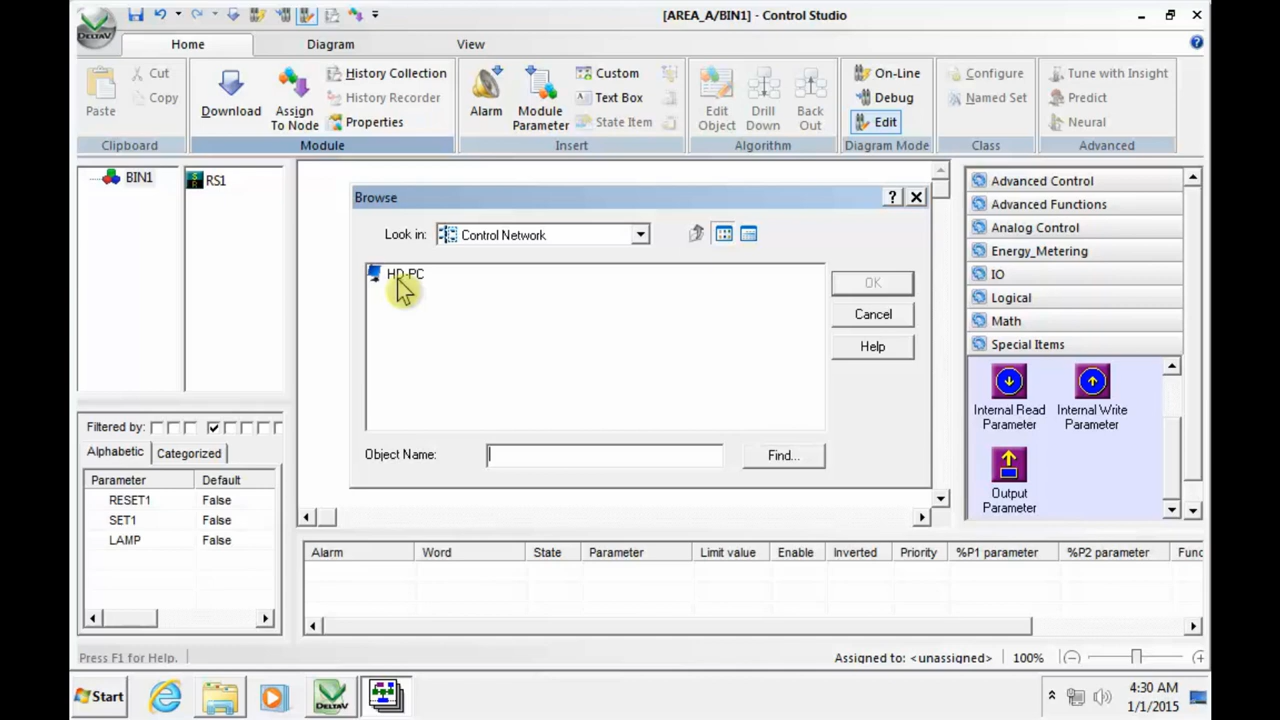 [AREA_A/BIN1] - Control Studio
DELTAV
Home Diagram View
Paste Cut Copy
Download Assign To Node History Collection History Recorder Properties
Alarm Module Parameter Custom Text Box State Item
Edit Object Drill Down Back Out
On-Line Debug Edit
Configure Named Set
Tune with Insight Predict Neural
Clipboard Module Insert Algorithm Diagram Mode Class Advanced
BIN1
RS1
Browse
?
Look in: Control Network
HD-PC
OK
Cancel
Help
Object Name: Find...
Advanced Control
Advanced Functions
Analog Control
Energy_Metering
IO
Logical
Math
Special Items
Internal Read Parameter
Internal Write Parameter
Output Parameter
Filtered by:
Alphabetic Categorized
Parameter Default
RESET1 False
SET1 False
LAMP False
Alarm Word State Parameter Limit value Enable Inverted Priority %P1 parameter %P2 parameter Func
Press F1 for Help.
Assigned to: <unassigned> 100%
Start
DELTAV
4:30 AM
1/1/2015